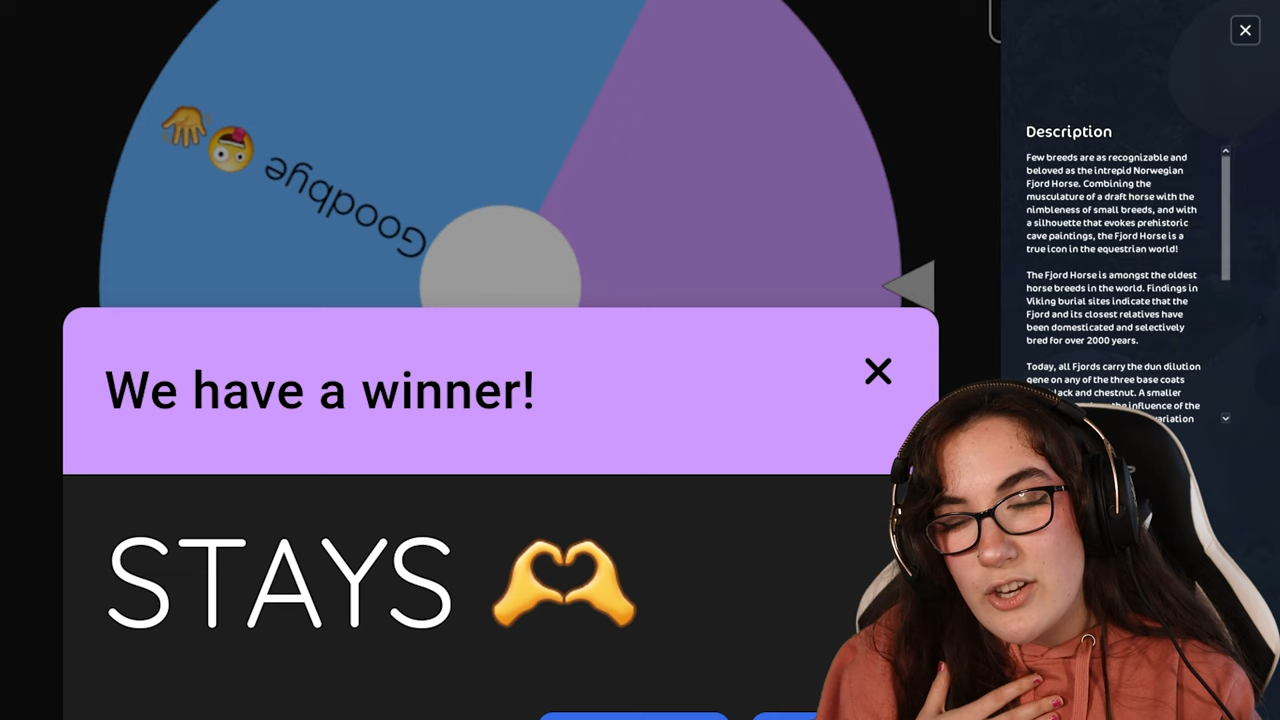 Goodbye
We have a winner!
STAYS
Description
Few breeds are as recognizable and
beloved as the intrepid Norwegian
Fjord Horse. Combining the
musculature of a draft horse with the
nimbleness of small breeds, and with
a silhouette that evokes prehistoric
cave paintings, the Fjord Horse is a
true icon in the equestrian world!
The Fjord Horse is amongst the oldest
horse breeds in the world. Findings in
Viking burial sites indicate that the
Fjord and its closest relatives have
been domesticated and selectively
bred for over 2000 years.
Today, all Fjords carry the dun dilution
gene on any of the three base coats
and chestnut. A smaller
the influence of the
variation